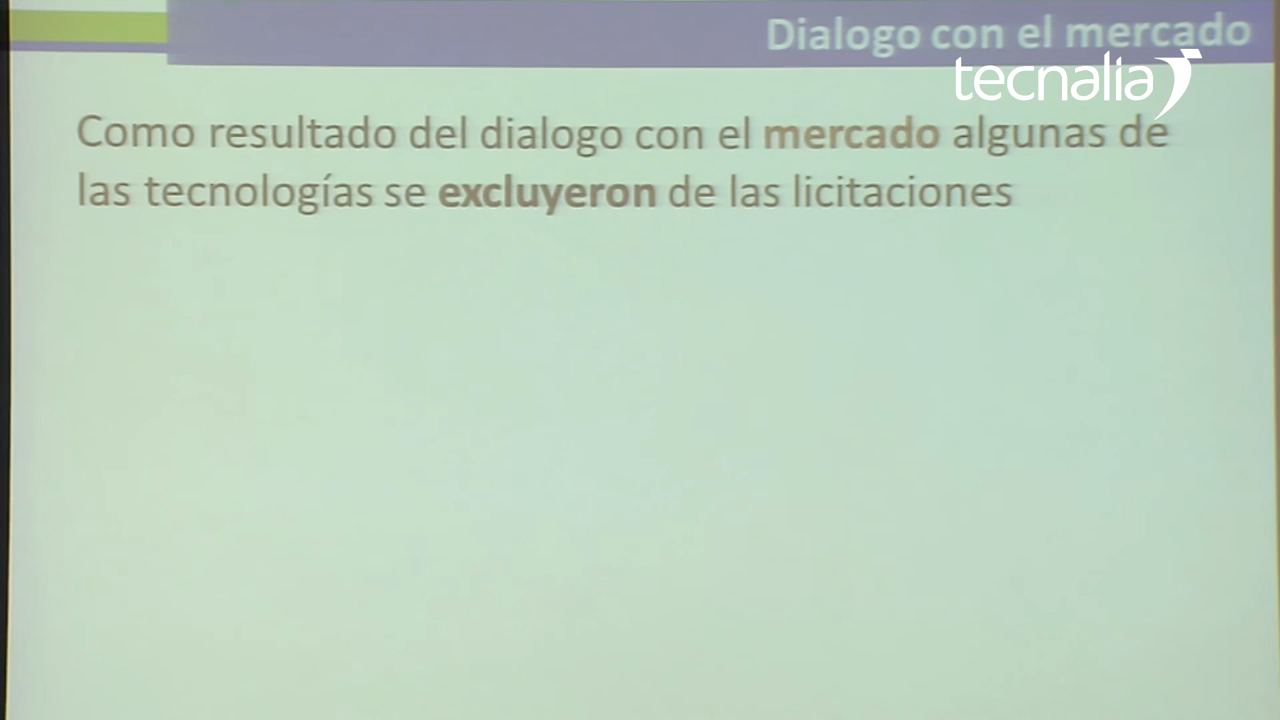 Dialogo con el mercado
tecnalia
Como resultado del dialogo con el mercado algunas de
las tecnologías se excluyeron de las licitaciones